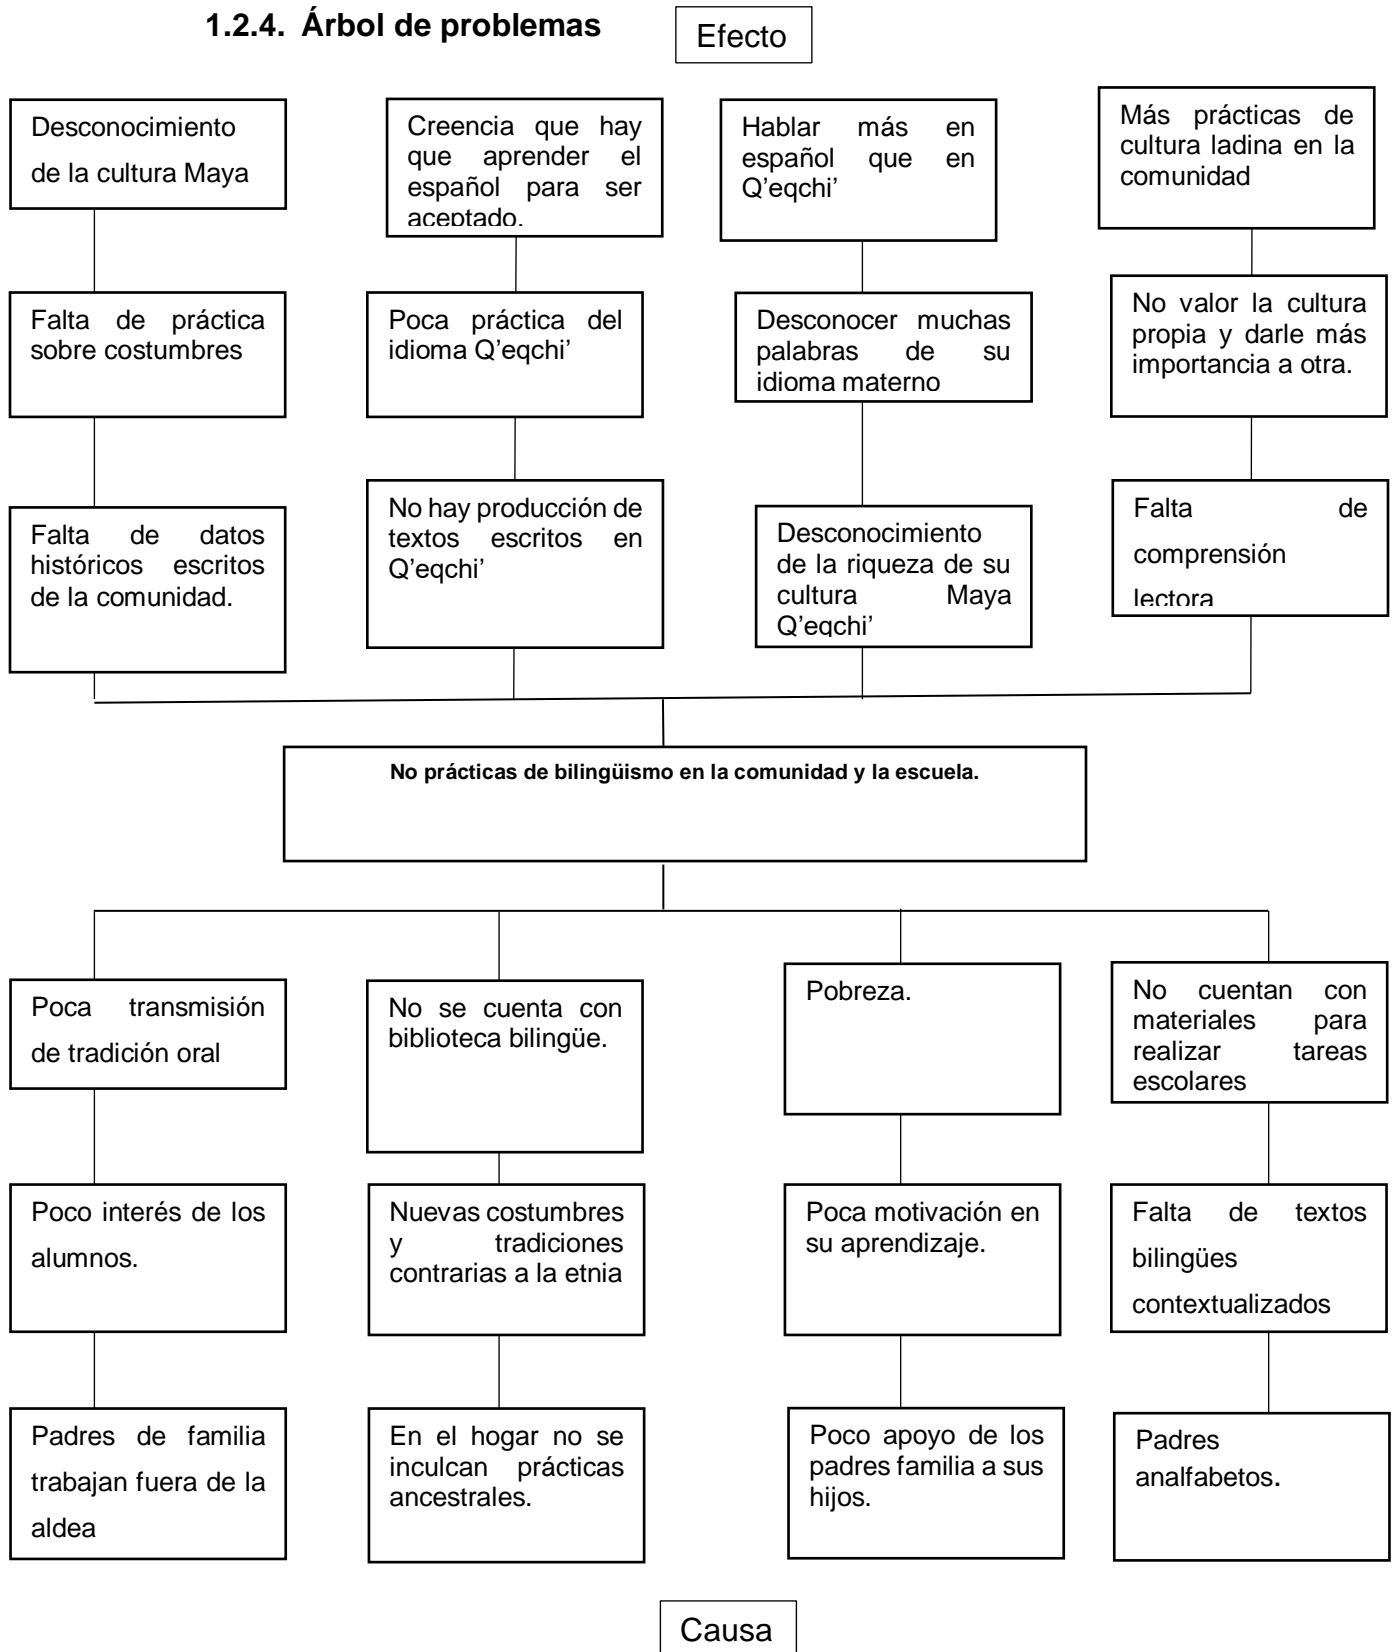 1.2.4. Árbol de problemas
Efecto
Desconocimiento
de la cultura Maya
Creencia que hay
que aprender el
español para ser
aceptado.
Hablar más en
español que en
Q’eqchi’
Más prácticas de
cultura ladina en la
comunidad
Falta de práctica
sobre costumbres
Poca práctica del
idioma Q’eqchi’
Desconocer muchas
palabras de su
idioma materno
No valor la cultura
propia y darle más
importancia a otra.
Falta de datos
históricos escritos
de la comunidad.
No hay producción de
textos escritos en
Q’eqchi’
Desconocimiento
de la riqueza de su
cultura Maya
Q’eqchi’
Falta de
comprensión
lectora
No prácticas de bilingüismo en la comunidad y la escuela.
Poca transmisión
de tradición oral
No se cuenta con
biblioteca bilingüe.
Pobreza.
No cuentan con
materiales para
realizar tareas
escolares
Poco interés de los
alumnos.
Nuevas costumbres
y tradiciones
contrarias a la etnia
Poca motivación en
su aprendizaje.
Falta de textos
bilingües
contextualizados
Padres de familia
trabajan fuera de la
aldea
En el hogar no se
inculcan prácticas
ancestrales.
Poco apoyo de los
padres familia a sus
hijos.
Padres
analfabetos.
Causa